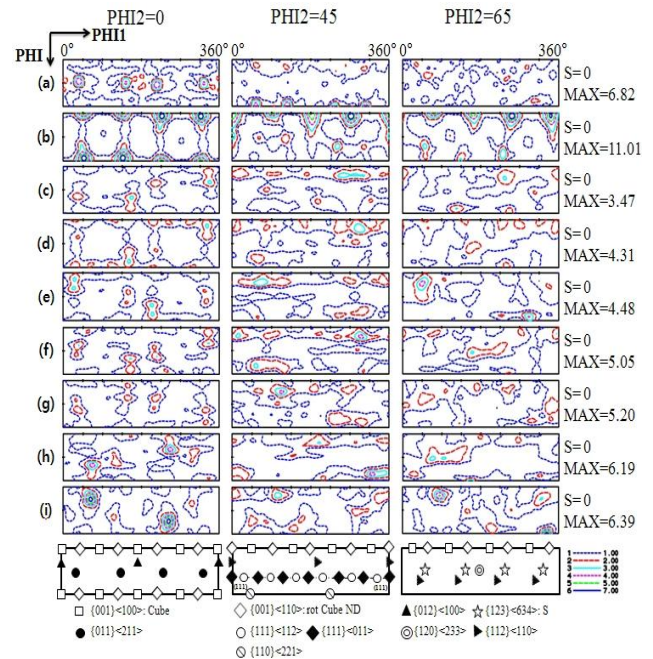 PHI2=0 PHI2=45 PHI2=65
PHI1
PHI 0° 360° 0° 360° 0° 360°
(a) S=0
MAX=6.82
(b) S=0
MAX=11.01
(c) S=0
MAX=3.47
(d) S=0
MAX=4.31
(e) S=0
MAX=4.48
(f) S=0
MAX=5.05
(g) S=0
MAX=5.20
(h) S=0
MAX=6.19
(i) S=0
MAX=6.39
(111) (111)
1 1.00
2 2.00
3 3.00
4 4.00
5 5.00
6 7.00
{001}<100>: Cube {001}<110>: rot Cube ND {012}<100> {123}<634>: S
{011}<211> {111}<112> {111}<011> {120}<233> {112}<110>
{110}<221>